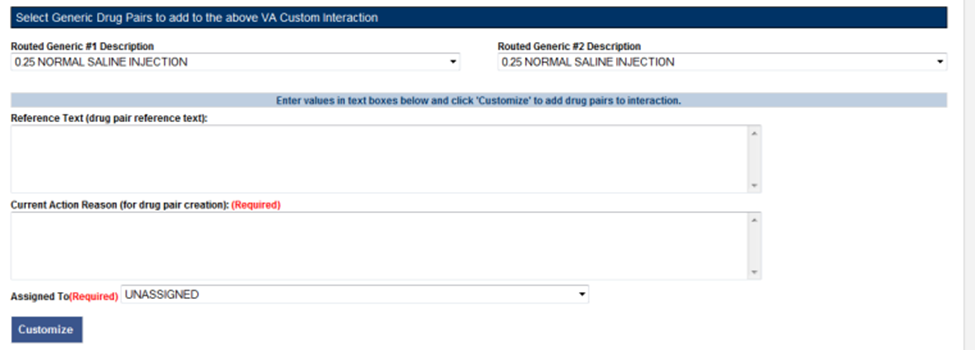 Select Generic Drug Pairs to add to the above VA Custom Interaction
Routed Generic #1 Description
Routed Generic #2 Description
0.25 NORMAL SALINE INJECTION
0.25 NORMAL SALINE INJECTION
Enter values in text boxes below and click 'Customize' to add drug pairs to interaction.
Reference Text (drug pair reference text):
Current Action Reason (for drug pair creation): (Required)
Assigned To(Required) UNASSIGNED
Customize